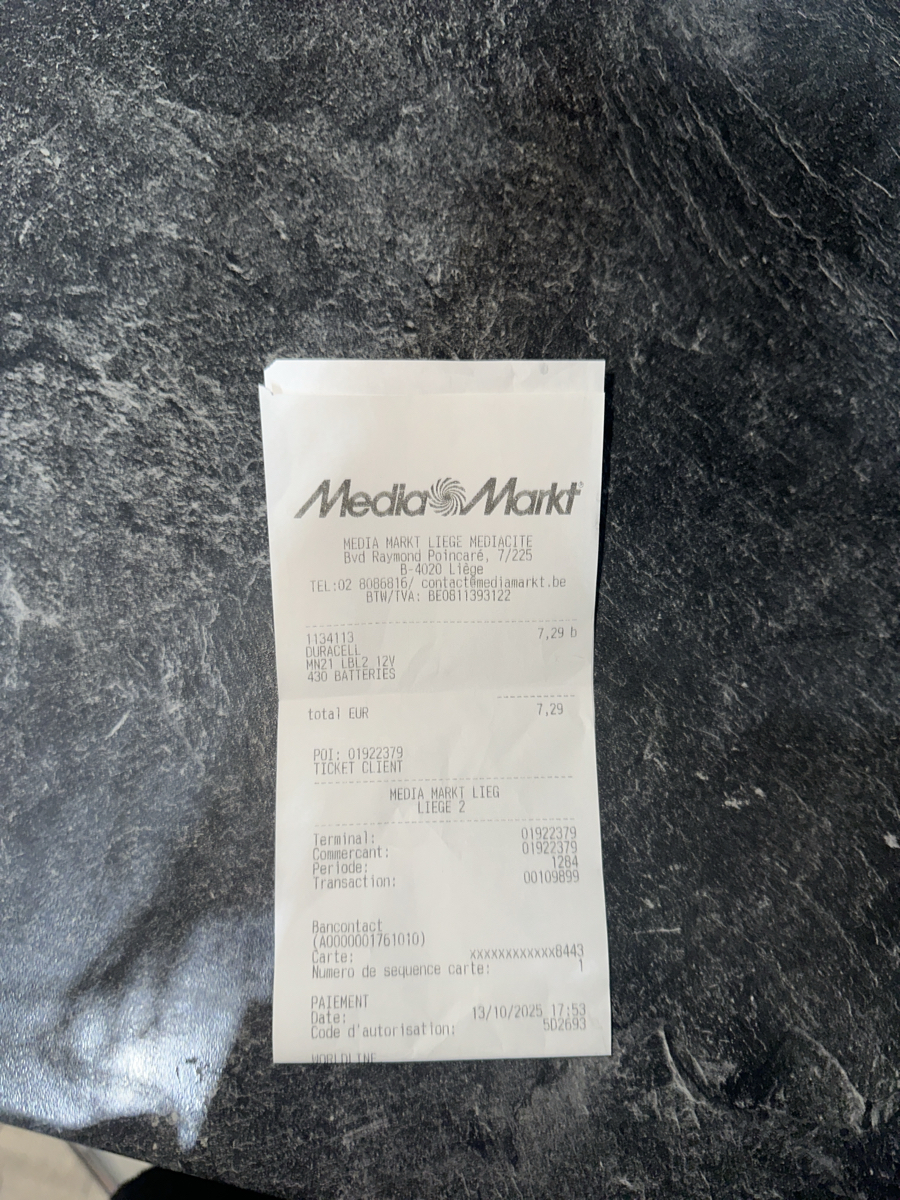 Media Markt
MEDIA MARKT LIEGE MEDIACITE
Bvd Raymond Poincaré, 7/225
B-4020 Liège
TEL:02 8086816/ contact@mediamarkt.be
BTW/TVA: BE0811393122
1134113 7,29 b
DURACELL
MN21 LBL2 12V
430 BATTERIES
total EUR 7,29
POI: 01922379
TICKET CLIENT
MEDIA MARKT LIEG
LIEGE 2
Terminal: 01922379
Commercant: 01922379
Periode: 1284
Transaction: 00109899
Bancontact
(A0000001761010)
Carte: xxxxxxxxxxxx8443
Numero de sequence carte: 1
PAIEMENT
Date: 13/10/2025 17:53
Code d'autorisation: 5D2693
WORLDLINE